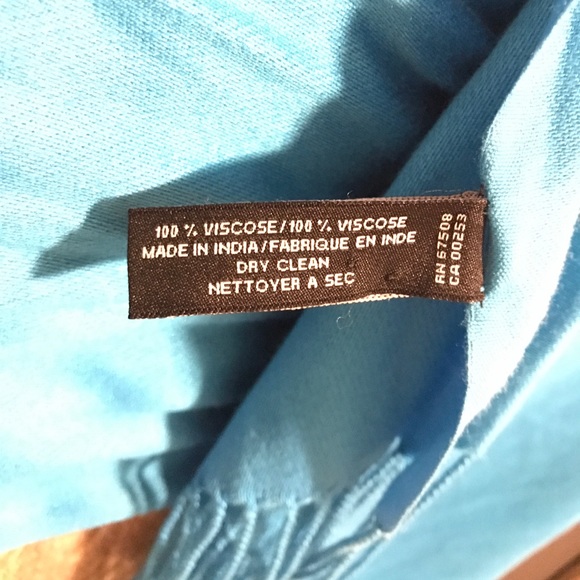 100 % VISCOSE/100 % VISCOSE
MADE IN INDIA/FABRIQUE EN INDE
DRY CLEAN
NETTOYER A SEC
RN 67508
CA 00253